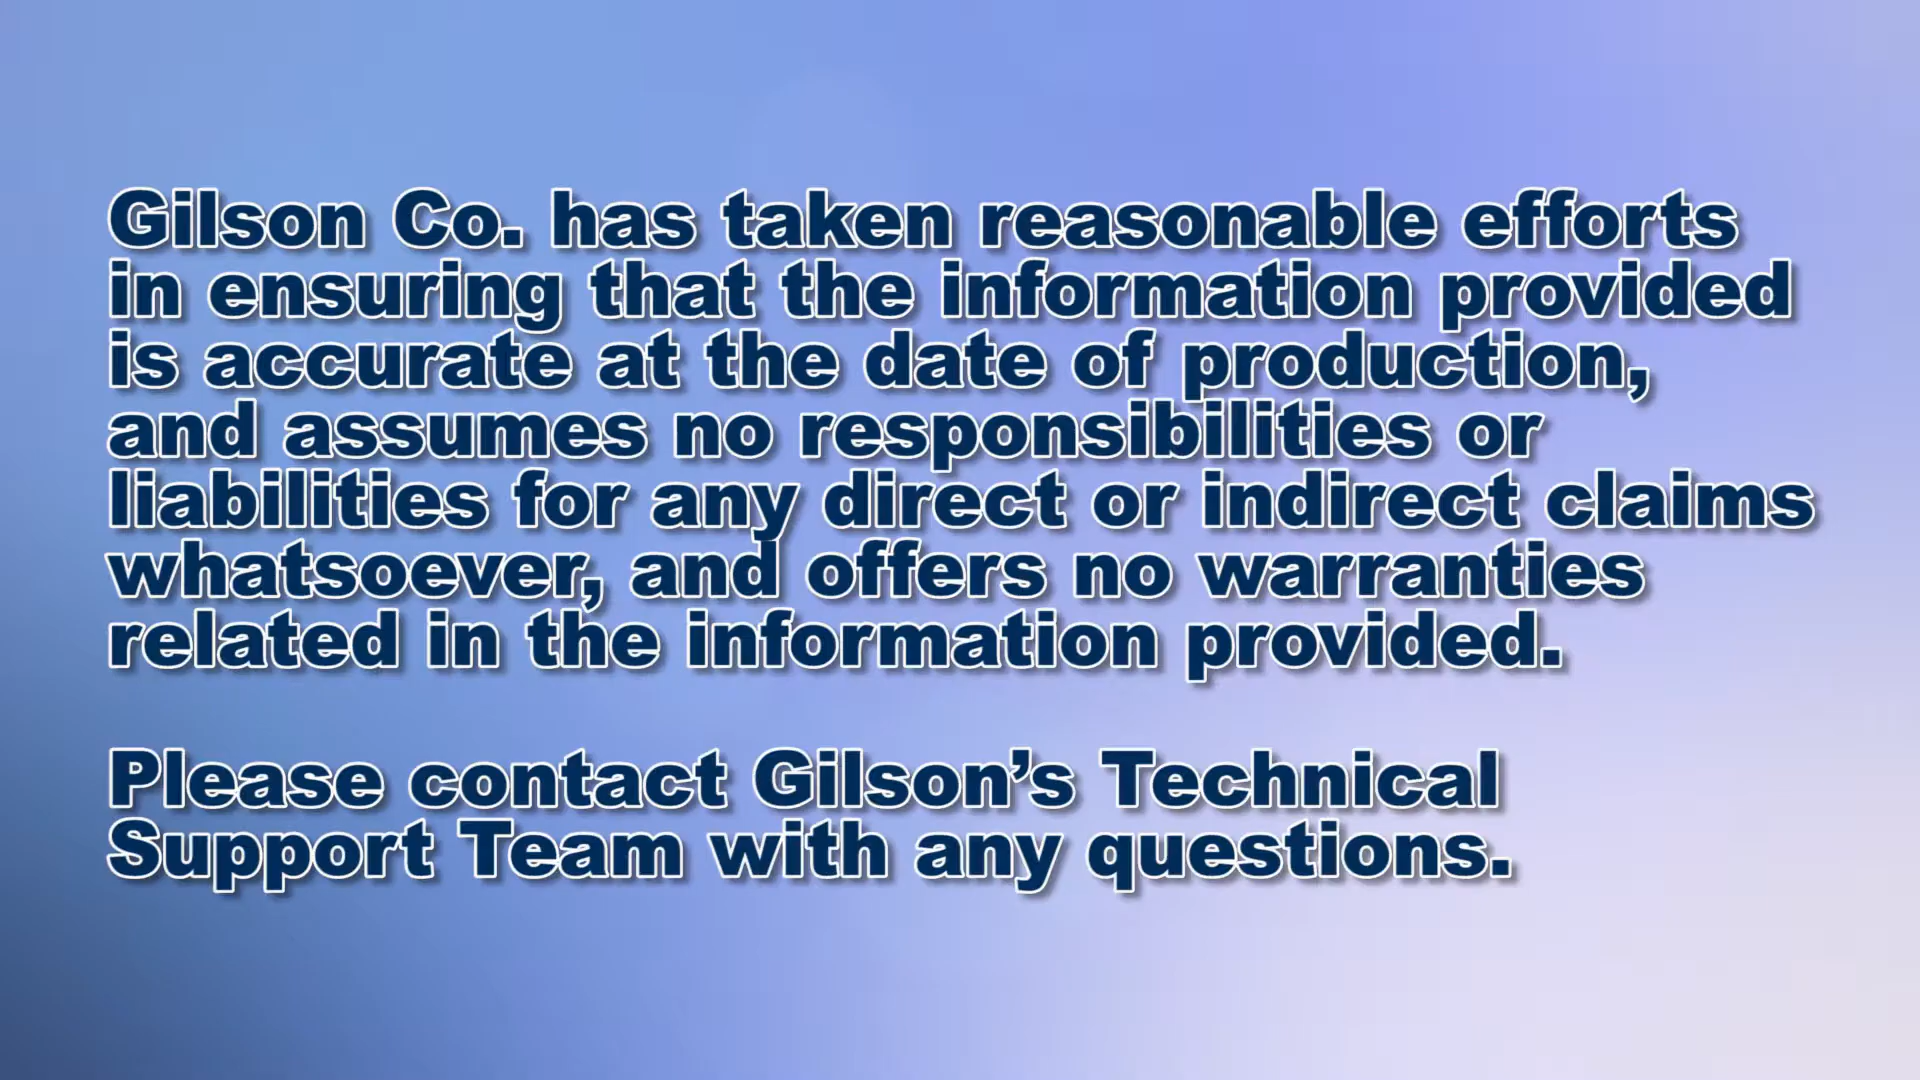 Gilson Co. has taken reasonable efforts
in ensuring that the information provided
is accurate at the date of production,
and assumes no responsibilities or
liabilities for any direct or indirect claims
whatsoever, and offers no warranties
related in the information provided.
Please contact Gilson’s Technical
Support Team with any questions.